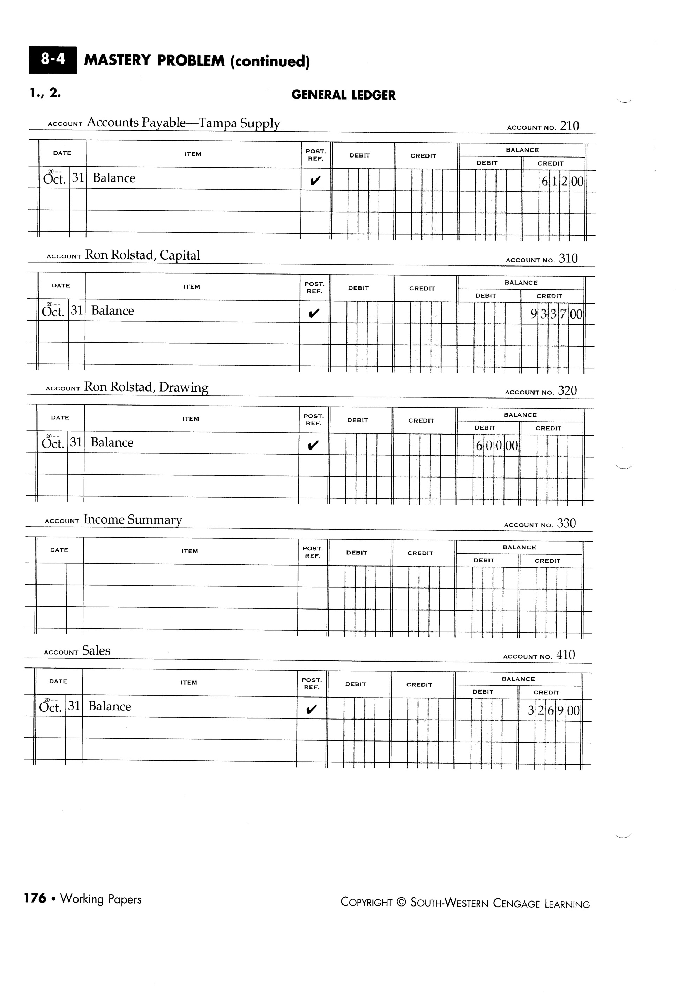 8-4 MASTERY PROBLEM (continued)
1., 2. GENERAL LEDGER
ACCOUNT Accounts Payable—Tampa Supply ACCOUNT NO. 210
DATE ITEM POST. REF. DEBIT CREDIT BALANCE
DEBIT CREDIT
20--
Oct. 31 Balance ✔ 612 00
ACCOUNT Ron Rolstad, Capital ACCOUNT NO. 310
DATE ITEM POST. REF. DEBIT CREDIT BALANCE
DEBIT CREDIT
20--
Oct. 31 Balance ✔ 9337 00
ACCOUNT Ron Rolstad, Drawing ACCOUNT NO. 320
DATE ITEM POST. REF. DEBIT CREDIT BALANCE
DEBIT CREDIT
20--
Oct. 31 Balance ✔ 600 00
ACCOUNT Income Summary ACCOUNT NO. 330
DATE ITEM POST. REF. DEBIT CREDIT BALANCE
DEBIT CREDIT
ACCOUNT Sales ACCOUNT NO. 410
DATE ITEM POST. REF. DEBIT CREDIT BALANCE
DEBIT CREDIT
20--
Oct. 31 Balance ✔ 3269 00
176 • Working Papers COPYRIGHT © SOUTH-WESTERN CENGAGE LEARNING